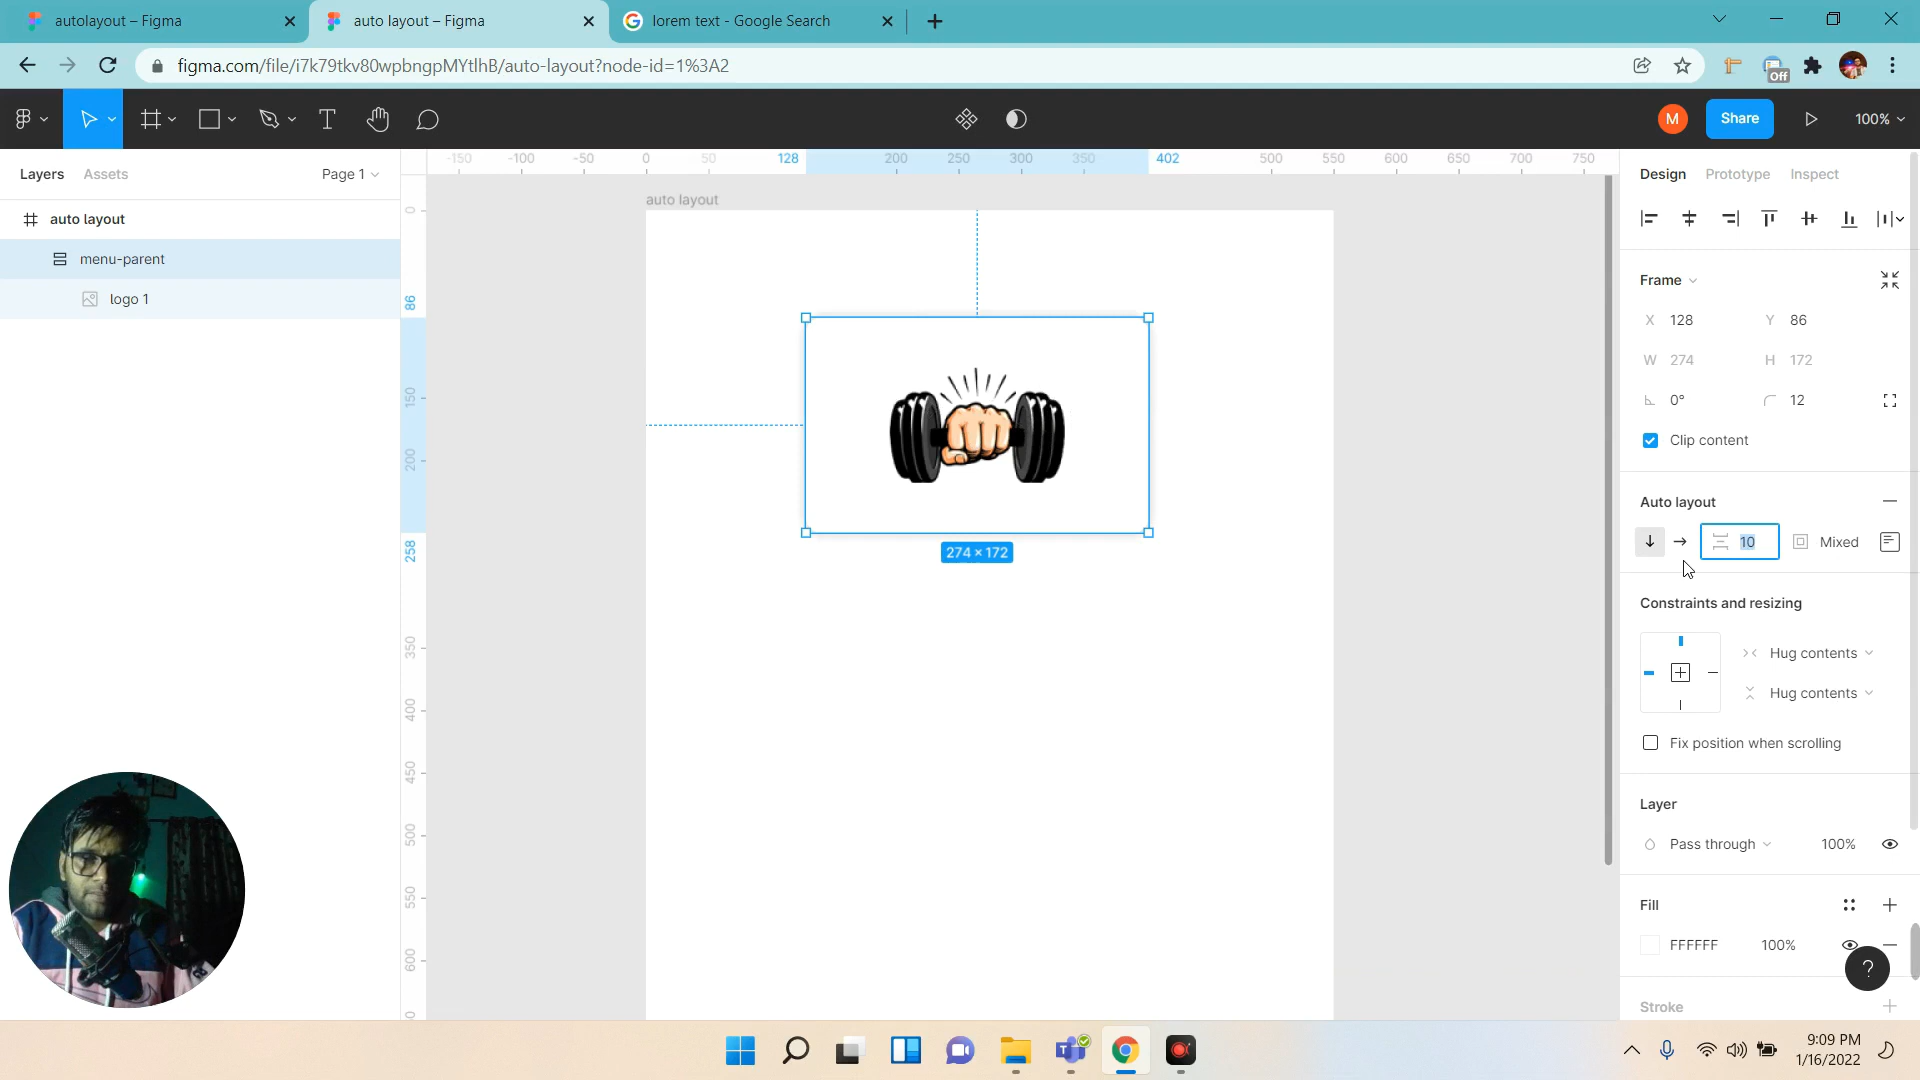 autolayout – Figma
auto layout – Figma
lorem text - Google Search
figma.com/file/i7k79tkv80wpbngpMYtlhB/auto-layout?node-id=1%3A2
Off
M
Share
100%
Layers
Assets
Page 1
-150 -100 -50 0 50 128 200 250 300 350 402 500 550 600 650 700 750
Design
Prototype
Inspect
auto layout
menu-parent
logo 1
auto layout
0
86
150
200
258
350
400
450
500
550
600
274 × 172
Frame
X 128
Y 86
W 274
H 172
0°
12
Clip content
Auto layout
10
Mixed
Constraints and resizing
Hug contents
Hug contents
Fix position when scrolling
Layer
Pass through
100%
Fill
FFFFFF
100%
?
Stroke
9:09 PM
1/16/2022